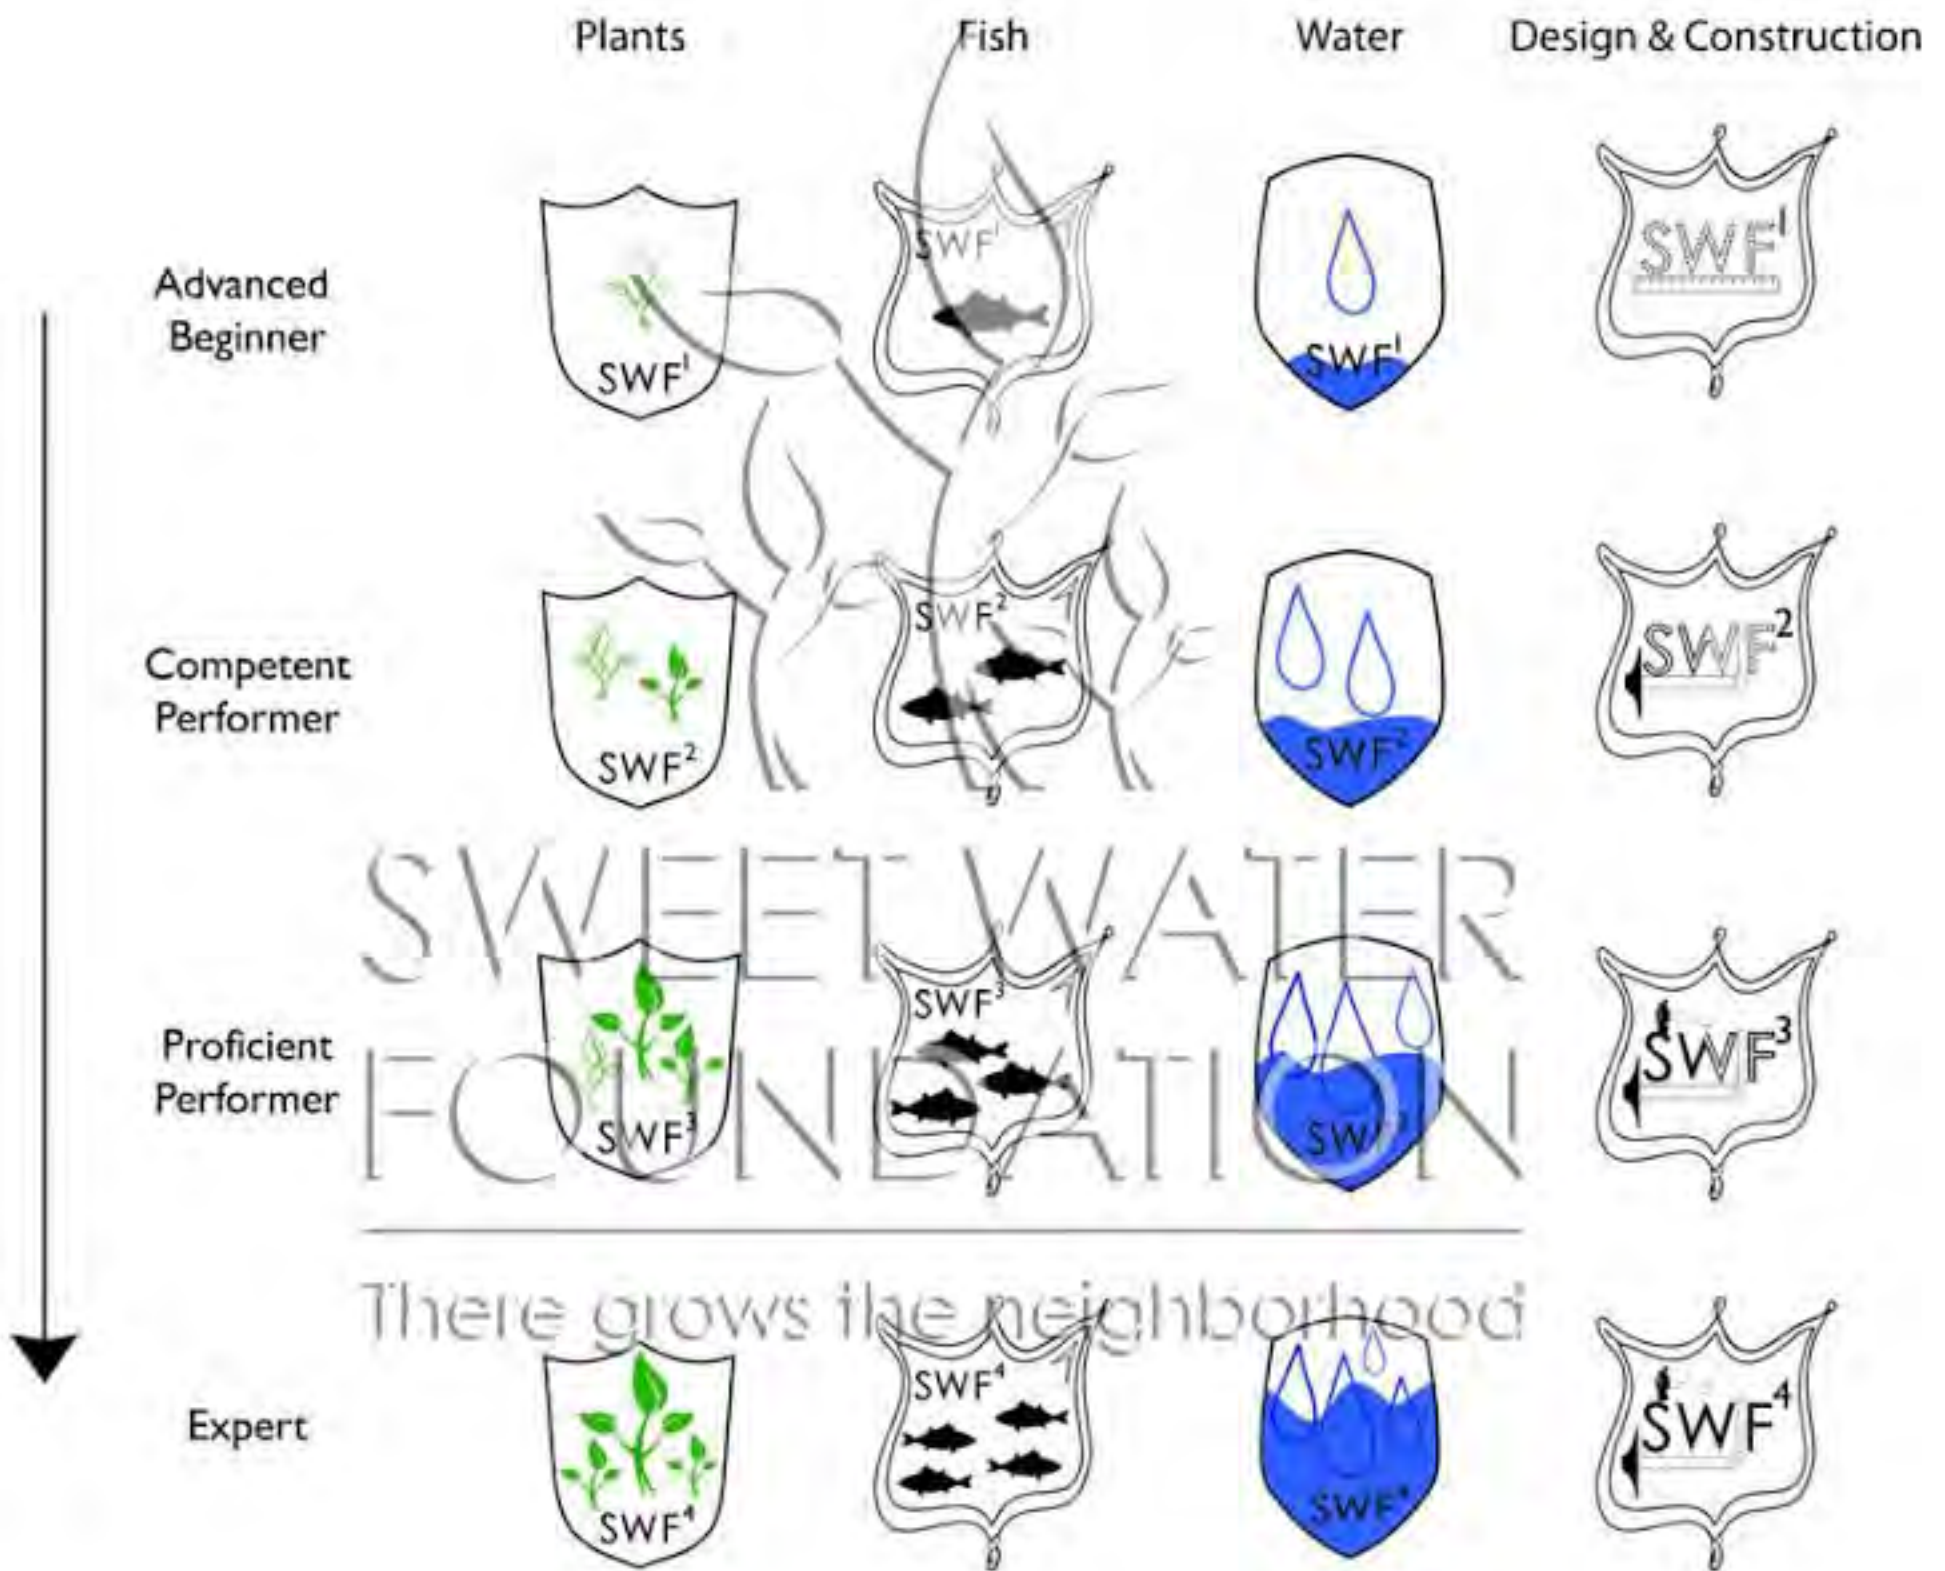 Plants Fish Water Design & Construction
Advanced
Beginner
SWF¹ SWF¹ SWF¹ SWF¹
Competent
Performer
SWF² SWF² SWF² SWF²
SWEET WATER
Proficient
Performer
SWF³ SWF³ SWF³ SWF³
FOUNDATION
There grows the neighborhood
Expert
SWF⁴ SWF⁴ SWF⁴ SWF⁴